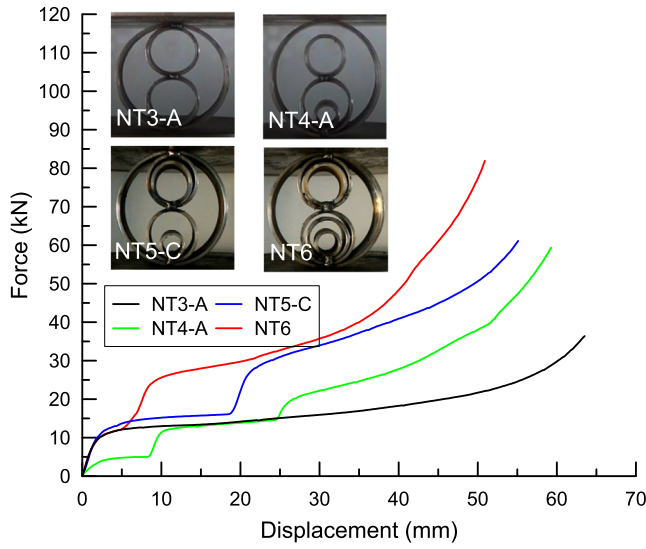 120
110
100
90
80
70
60
50
40
30
20
10
0
Force (kN)
NT3-A
NT4-A
NT5-C
NT6
NT3-A NT5-C
NT4-A NT6
0 10 20 30 40 50 60 70
Displacement (mm)